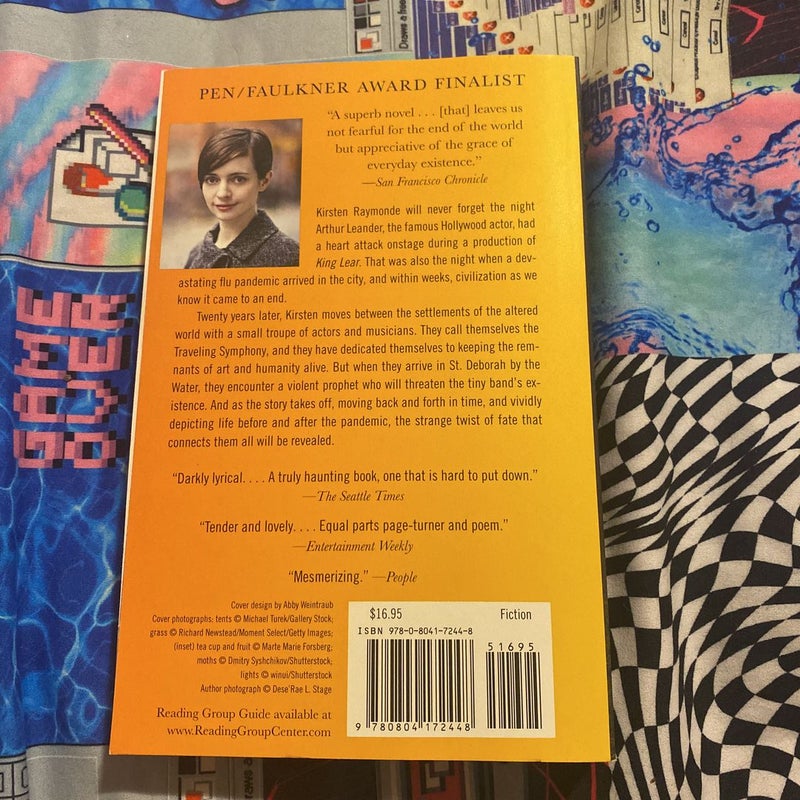 PEN/FAULKNER AWARD FINALIST
“A superb novel . . . [that] leaves us
not fearful for the end of the world
but appreciative of the grace of
everyday existence.”
—San Francisco Chronicle
Kirsten Raymonde will never forget the night
Arthur Leander, the famous Hollywood actor, had
a heart attack onstage during a production of
King Lear. That was also the night when a dev-
astating flu pandemic arrived in the city, and within weeks, civilization as we
know it came to an end.
Twenty years later, Kirsten moves between the settlements of the altered
world with a small troupe of actors and musicians. They call themselves the
Traveling Symphony, and they have dedicated themselves to keeping the rem-
nants of art and humanity alive. But when they arrive in St. Deborah by the
Water, they encounter a violent prophet who will threaten the tiny band’s ex-
istence. And as the story takes off, moving back and forth in time, and vividly
depicting life before and after the pandemic, the strange twist of fate that
connects them all will be revealed.
“Darkly lyrical. . . . A truly haunting book, one that is hard to put down.”
—The Seattle Times
“Tender and lovely. . . . Equal parts page-turner and poem.”
—Entertainment Weekly
“Mesmerizing.” —People
Cover design by Abby Weintraub
Cover photographs: tents © Michael Turek/Gallery Stock;
grass © Richard Newstead/Moment Select/Getty Images;
(inset) tea cup and fruit © Marte Marie Forsberg;
moths © Dmitry Syshchikov/Shutterstock;
lights © winui/Shutterstock
Author photograph © Dese’Rae L. Stage
Reading Group Guide available at
www.ReadingGroupCenter.com
$16.95 Fiction
ISBN 978-0-8041-7244-8
51695
9 780804 172448
GAME
OVER
Draws a